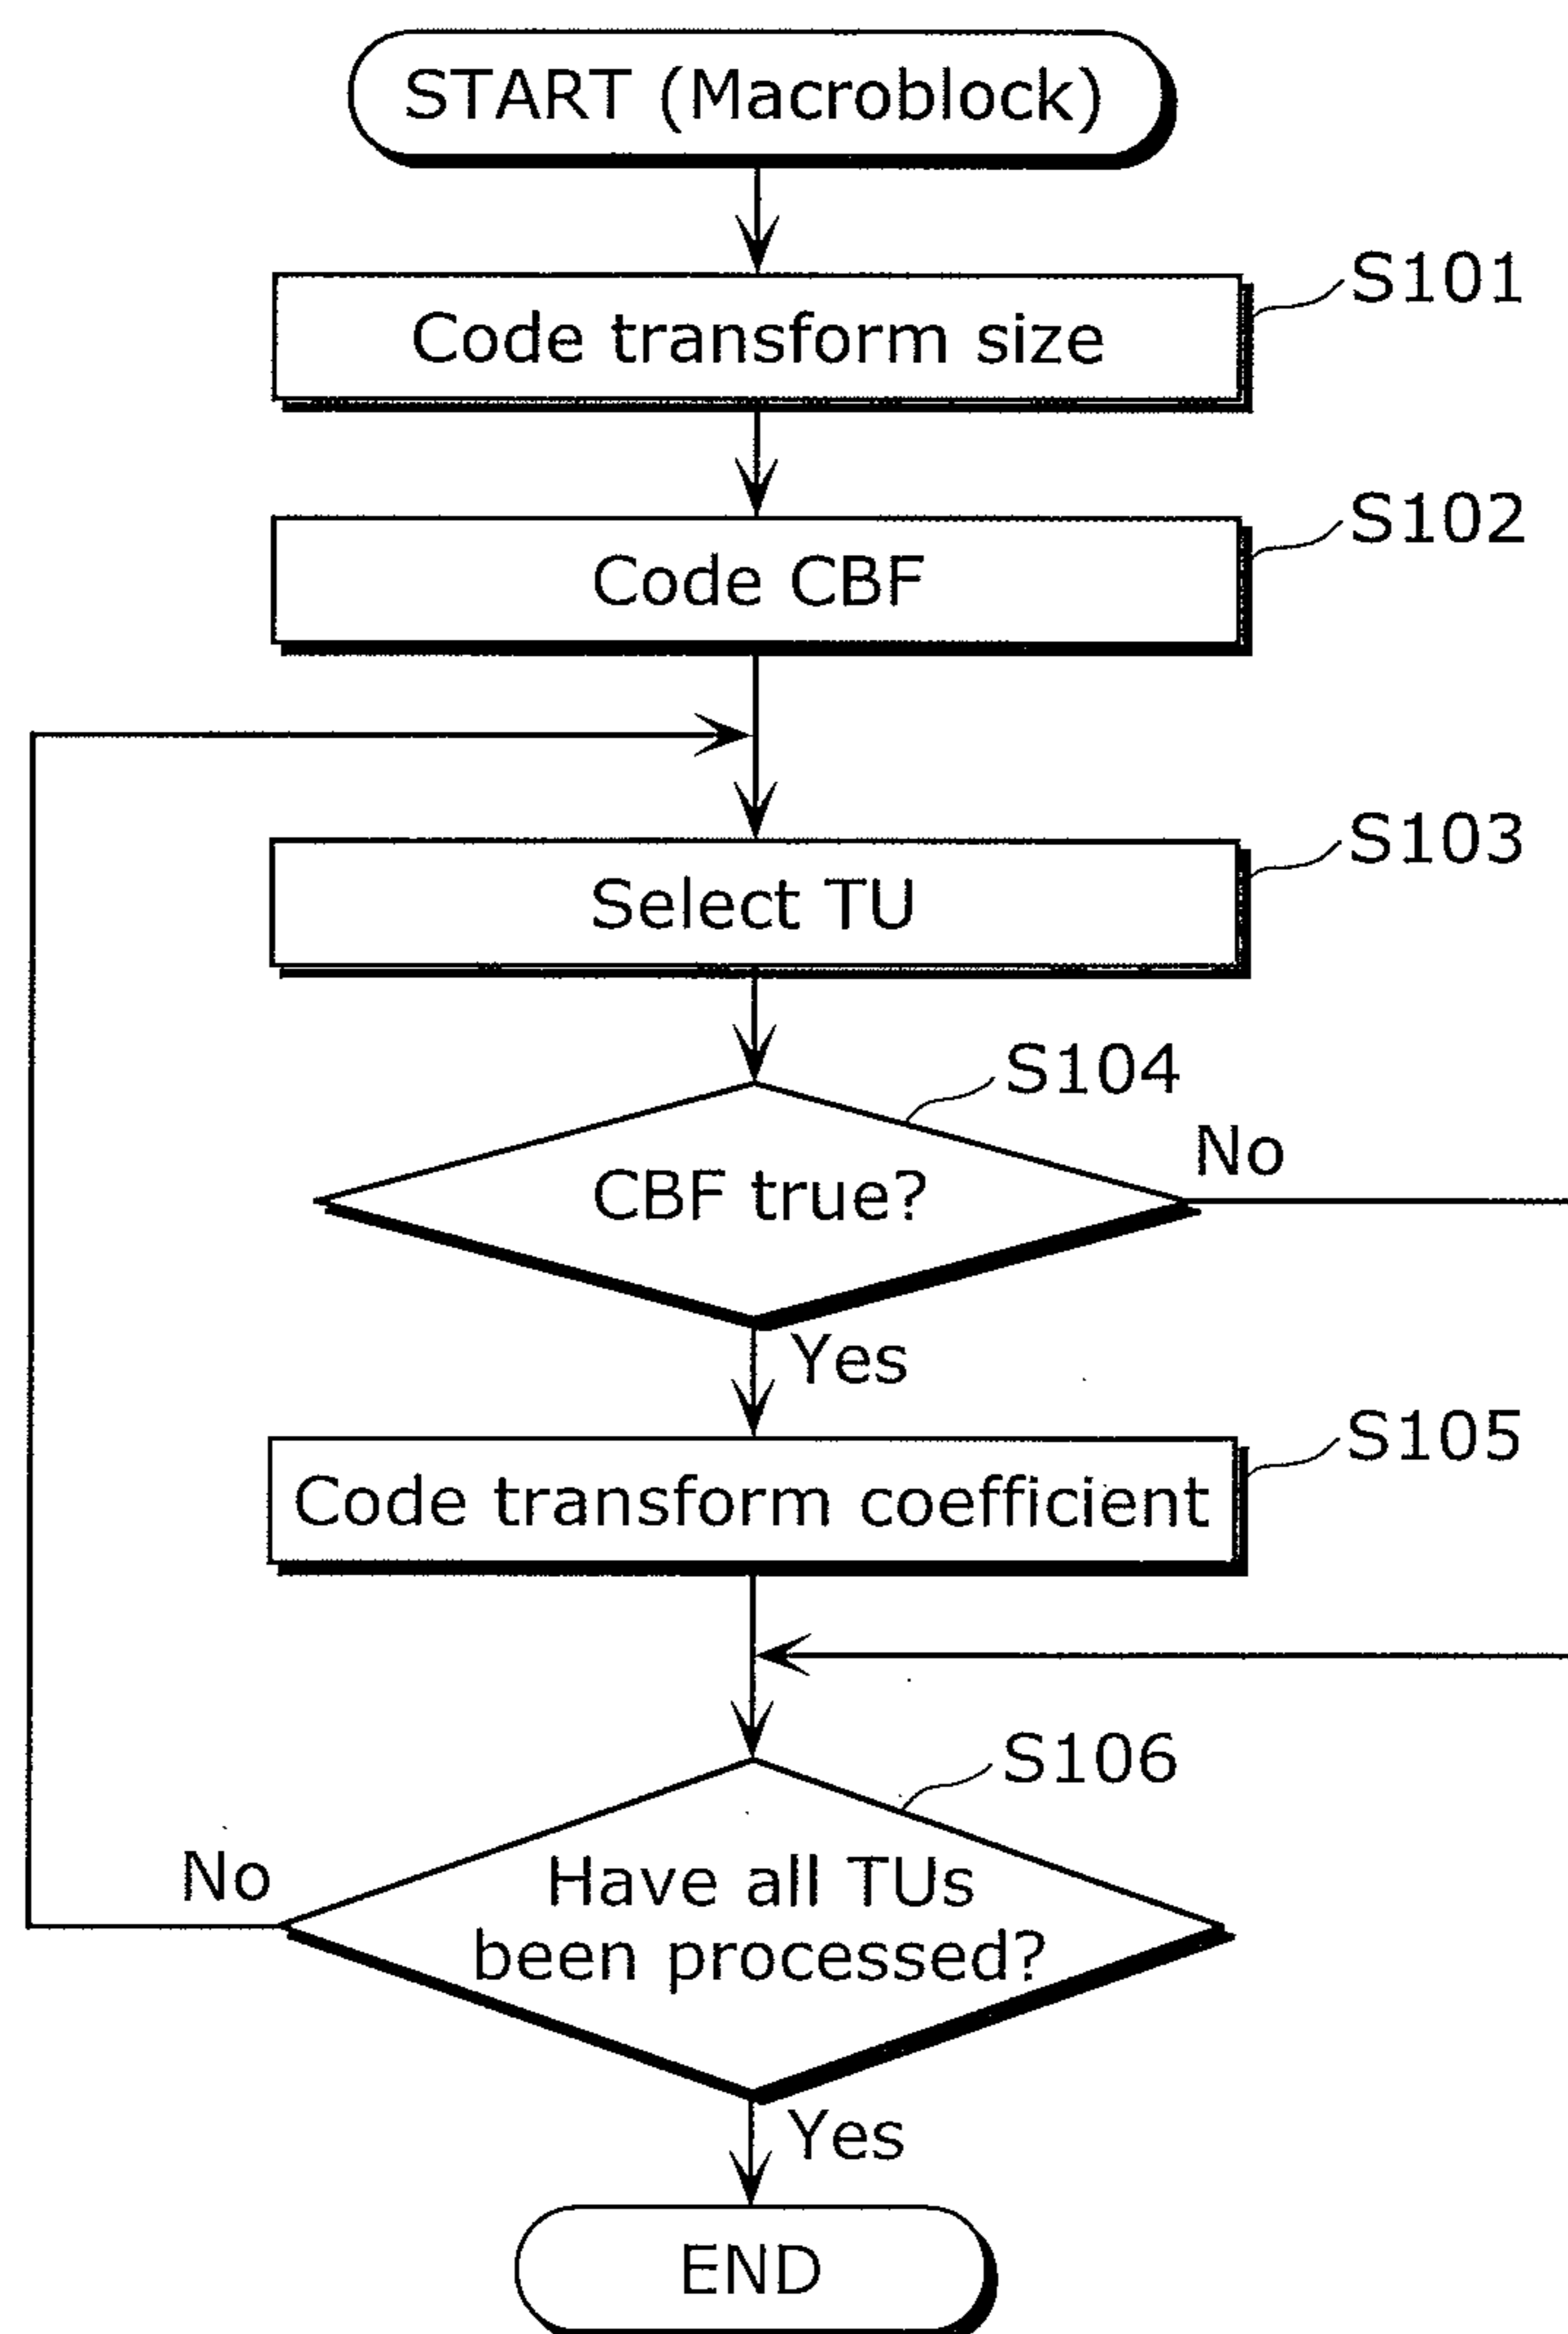 START (Macroblock)
S101
Code transform size
S102
Code CBF
S103
Select TU
S104
No
CBF true?
Yes
S105
Code transform coefficient
S106
No
Have all TUs
been processed?
Yes
END